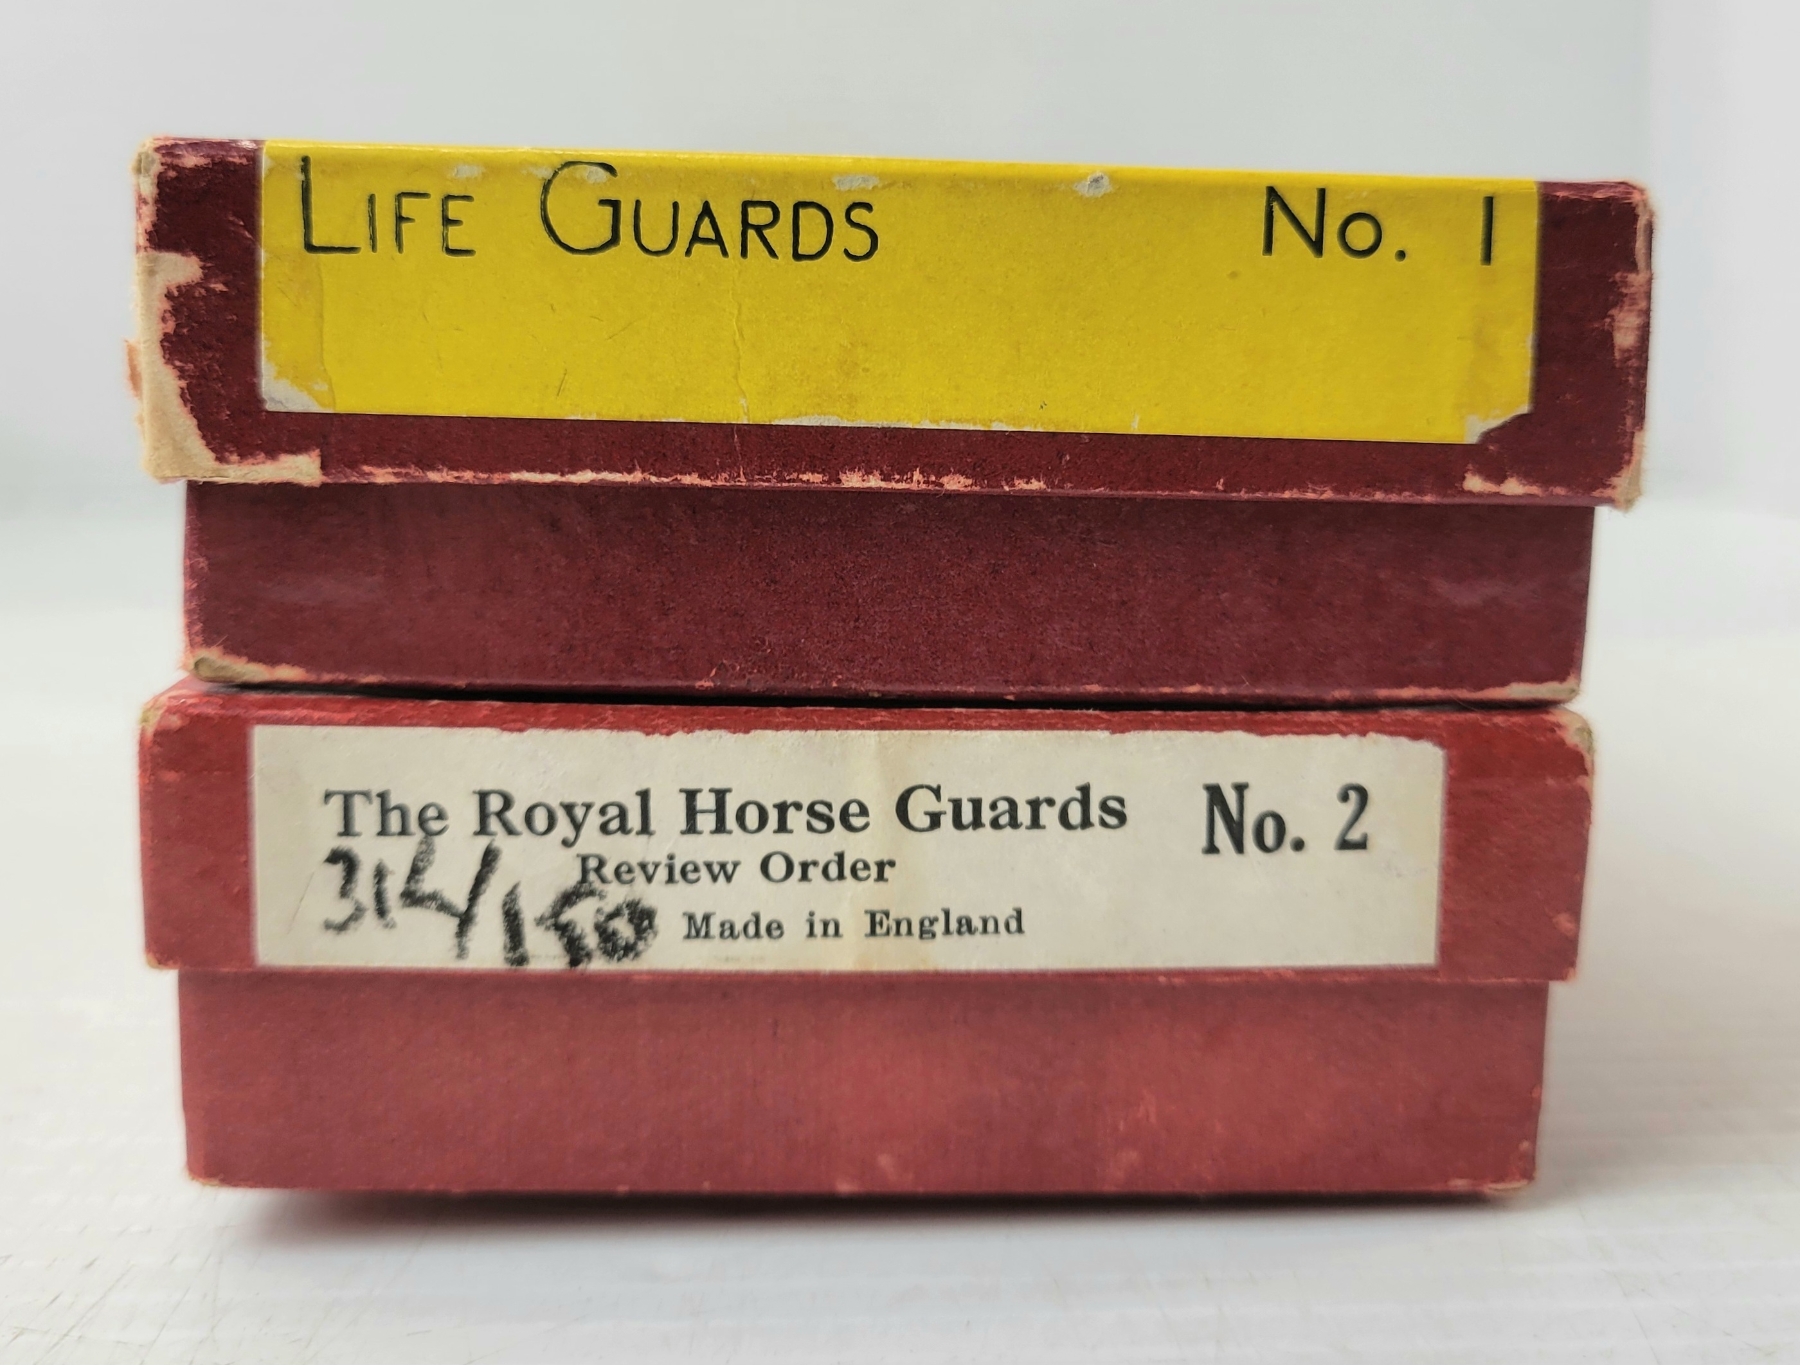 LIFE GUARDS No. 1
The Royal Horse Guards No. 2
Review Order
314/150
Made in England